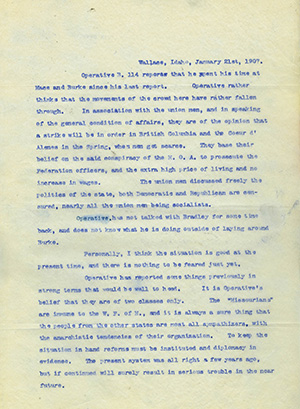 Wallace, Idaho, January 21st, 1907.
Operative B. 114 reports that he spent his time at
Mace and Burke since his last report. Operative rather
thinks that the movements of the crowd here have rather fallen
through. In association with the union men, and in speaking
of the general condition of affairs, they are of the opinion that
a strike will be in order in British Columbia and the Coeur d'
Alenes in the Spring, when men get scarce. They base their
belief on the said conspiracy of the M. O. A. to prosecute the
Federation officers, and the extra high price of living and no
increase in wages. The union men discussed freely the
politics of the state, both Democratic and Republican are cen-
sured, nearly all the union men being socialists.
Operative has not talked with Bradley for some time
back, and does not know what he is doing outside of laying around
Burke.
Personally, I think the situation is good at the
present time, and there is nothing to be feared just yet.
Operative has reported some things previously in
strong terms that would be well to heed. It is Operative's
belief that they are of two classes only. The "Missourians"
are immune to the W. F. of M., and it is always a sure thing that
the people from the other states are most all sympathizers, with
the anarchistic tendencies of their organization. To keep the
situation in hand reforms must be instituted and diplomacy in
evidence. The present system was all right a few years ago,
but if continued will surely result in serious trouble in the near
future.